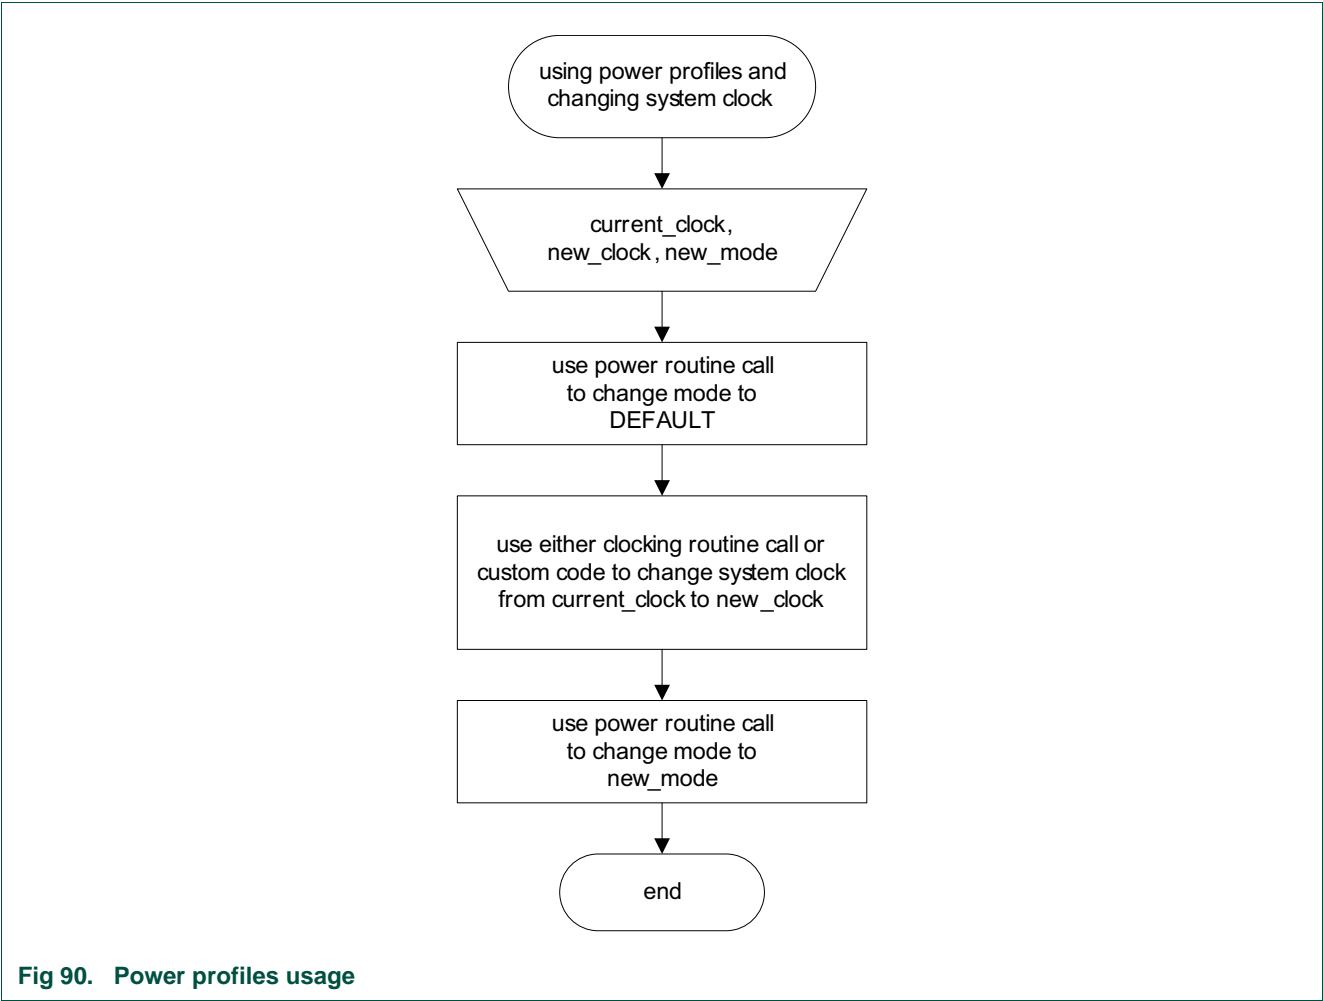 using power profiles and
changing system clock
current_clock,
new_clock, new_mode
use power routine call
to change mode to
DEFAULT
use either clocking routine call or
custom code to change system clock
from current_clock to new_clock
use power routine call
to change mode to
new_mode
end
Fig 90. Power profiles usage